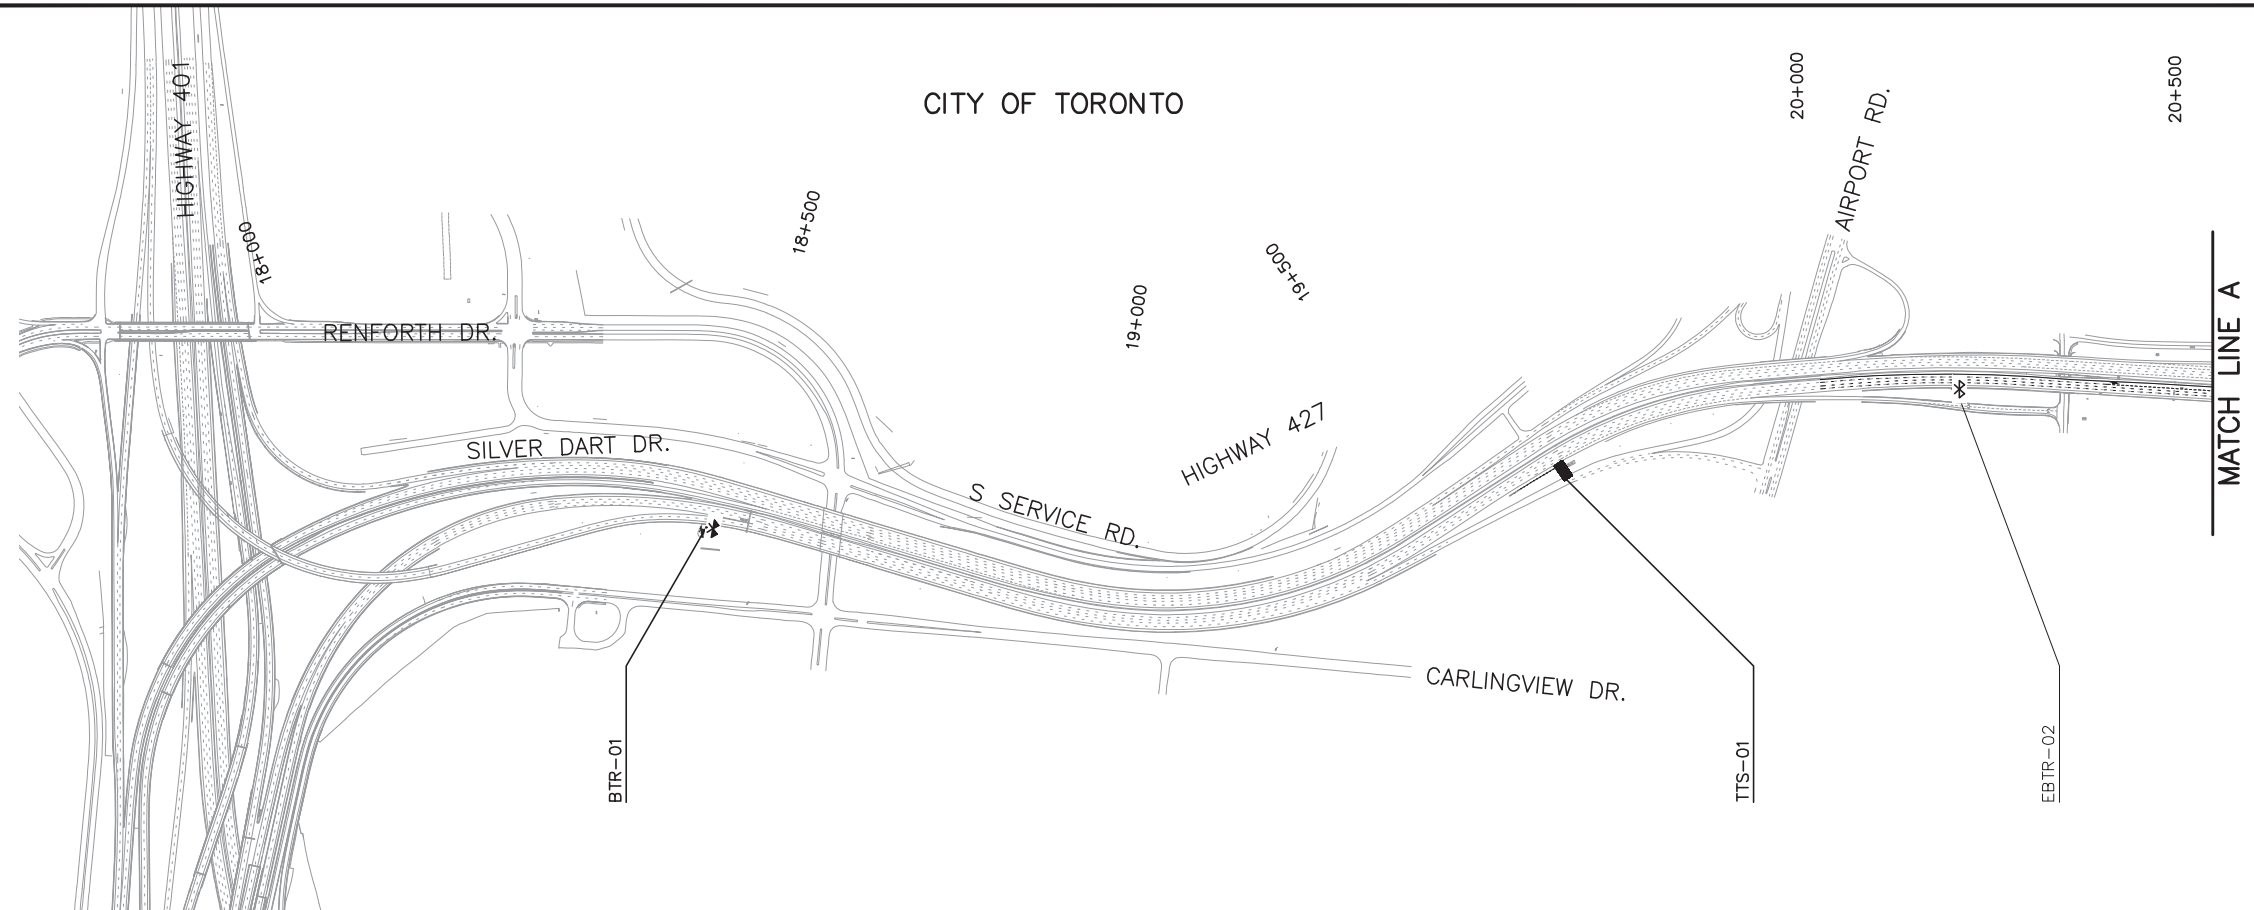 CITY OF TORONTO
HIGHWAY 401
18+000
18+500
19+000
19+500
20+000
20+500
AIRPORT RD.
RENFORTH DR.
SILVER DART DR.
S SERVICE RD.
HIGHWAY 427
CARLINGVIEW DR.
MATCH LINE A
BTR-01
TTS-01
EBTR-02